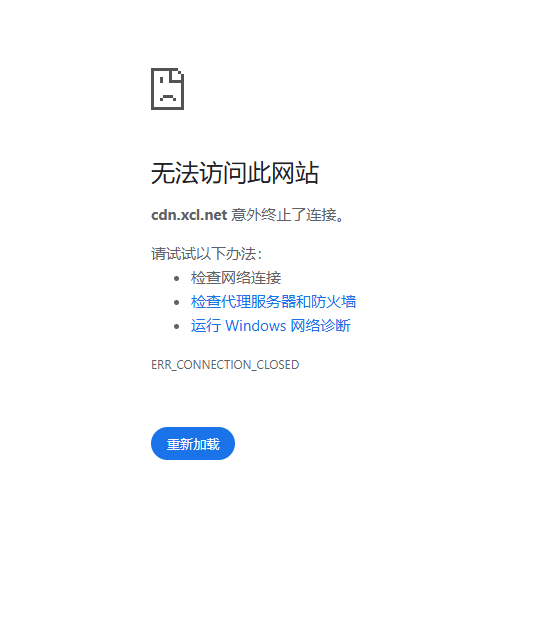 无法访问此网站
cdn.xcl.net 意外终止了连接。
请试试以下办法：
检查网络连接
检查代理服务器和防火墙
运行 Windows 网络诊断
ERR_CONNECTION_CLOSED
重新加载